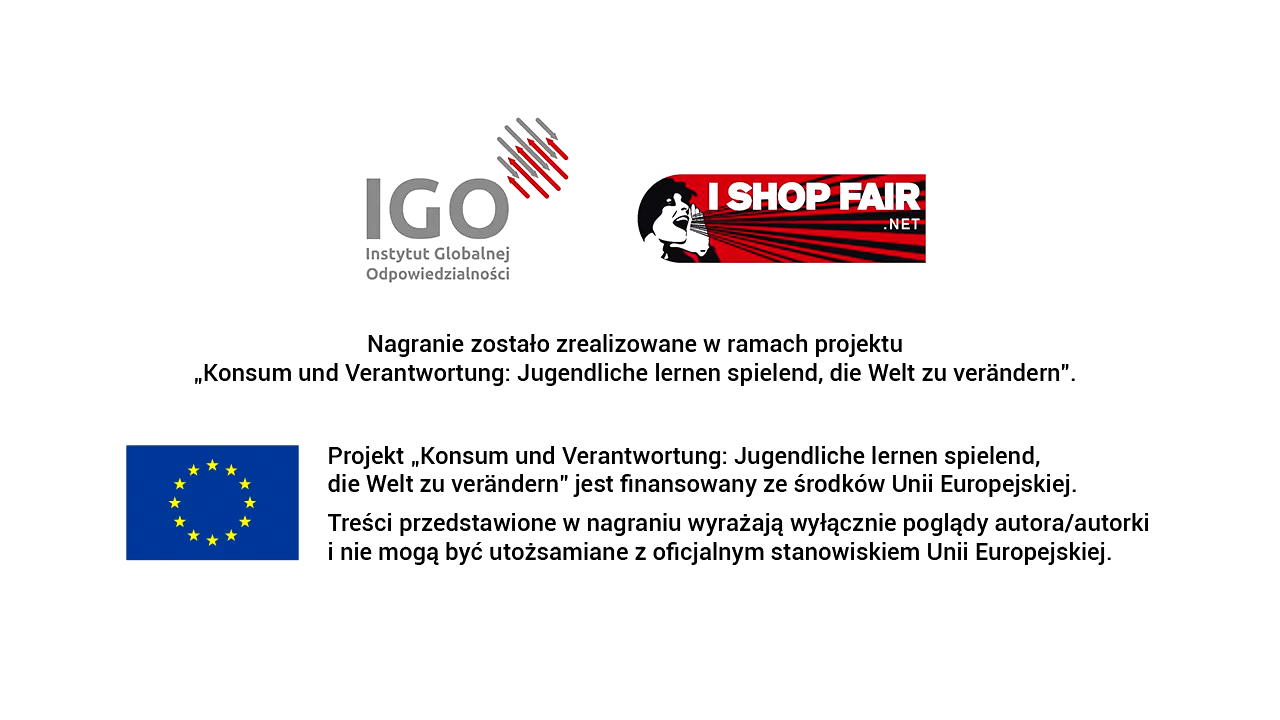 IGO
Instytut Globalnej
Odpowiedzialności
I SHOP FAIR
.NET
Nagranie zostało zrealizowane w ramach projektu
„Konsum und Verantwortung: Jugendliche lernen spielend, die Welt zu verändern”.
Projekt „Konsum und Verantwortung: Jugendliche lernen spielend,
die Welt zu verändern” jest finansowany ze środków Unii Europejskiej.
Treści przedstawione w nagraniu wyrażają wyłącznie poglądy autora/autorki
i nie mogą być utożsamiane z oficjalnym stanowiskiem Unii Europejskiej.